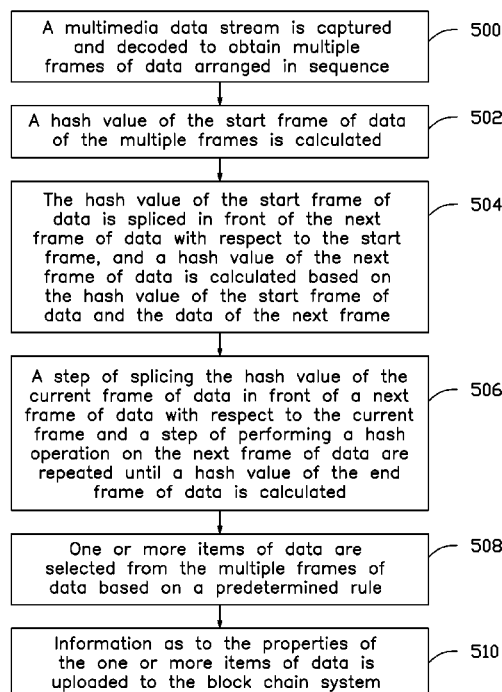 A multimedia data stream is captured
and decoded to obtain multiple
frames of data arranged in sequence
500
A hash value of the start frame of data
of the multiple frames is calculated
502
The hash value of the start frame of
data is spliced in front of the next
frame of data with respect to the start
frame, and a hash value of the next
frame of data is calculated based on
the hash value of the start frame of
data and the data of the next frame
504
A step of splicing the hash value of the
current frame of data in front of a next
frame of data with respect to the current
frame and a step of performing a hash
operation on the next frame of data are
repeated until a hash value of the end
frame of data is calculated
506
One or more items of data are
selected from the multiple frames of
data based on a predetermined rule
508
Information as to the properties of
the one or more items of data is
uploaded to the block chain system
510